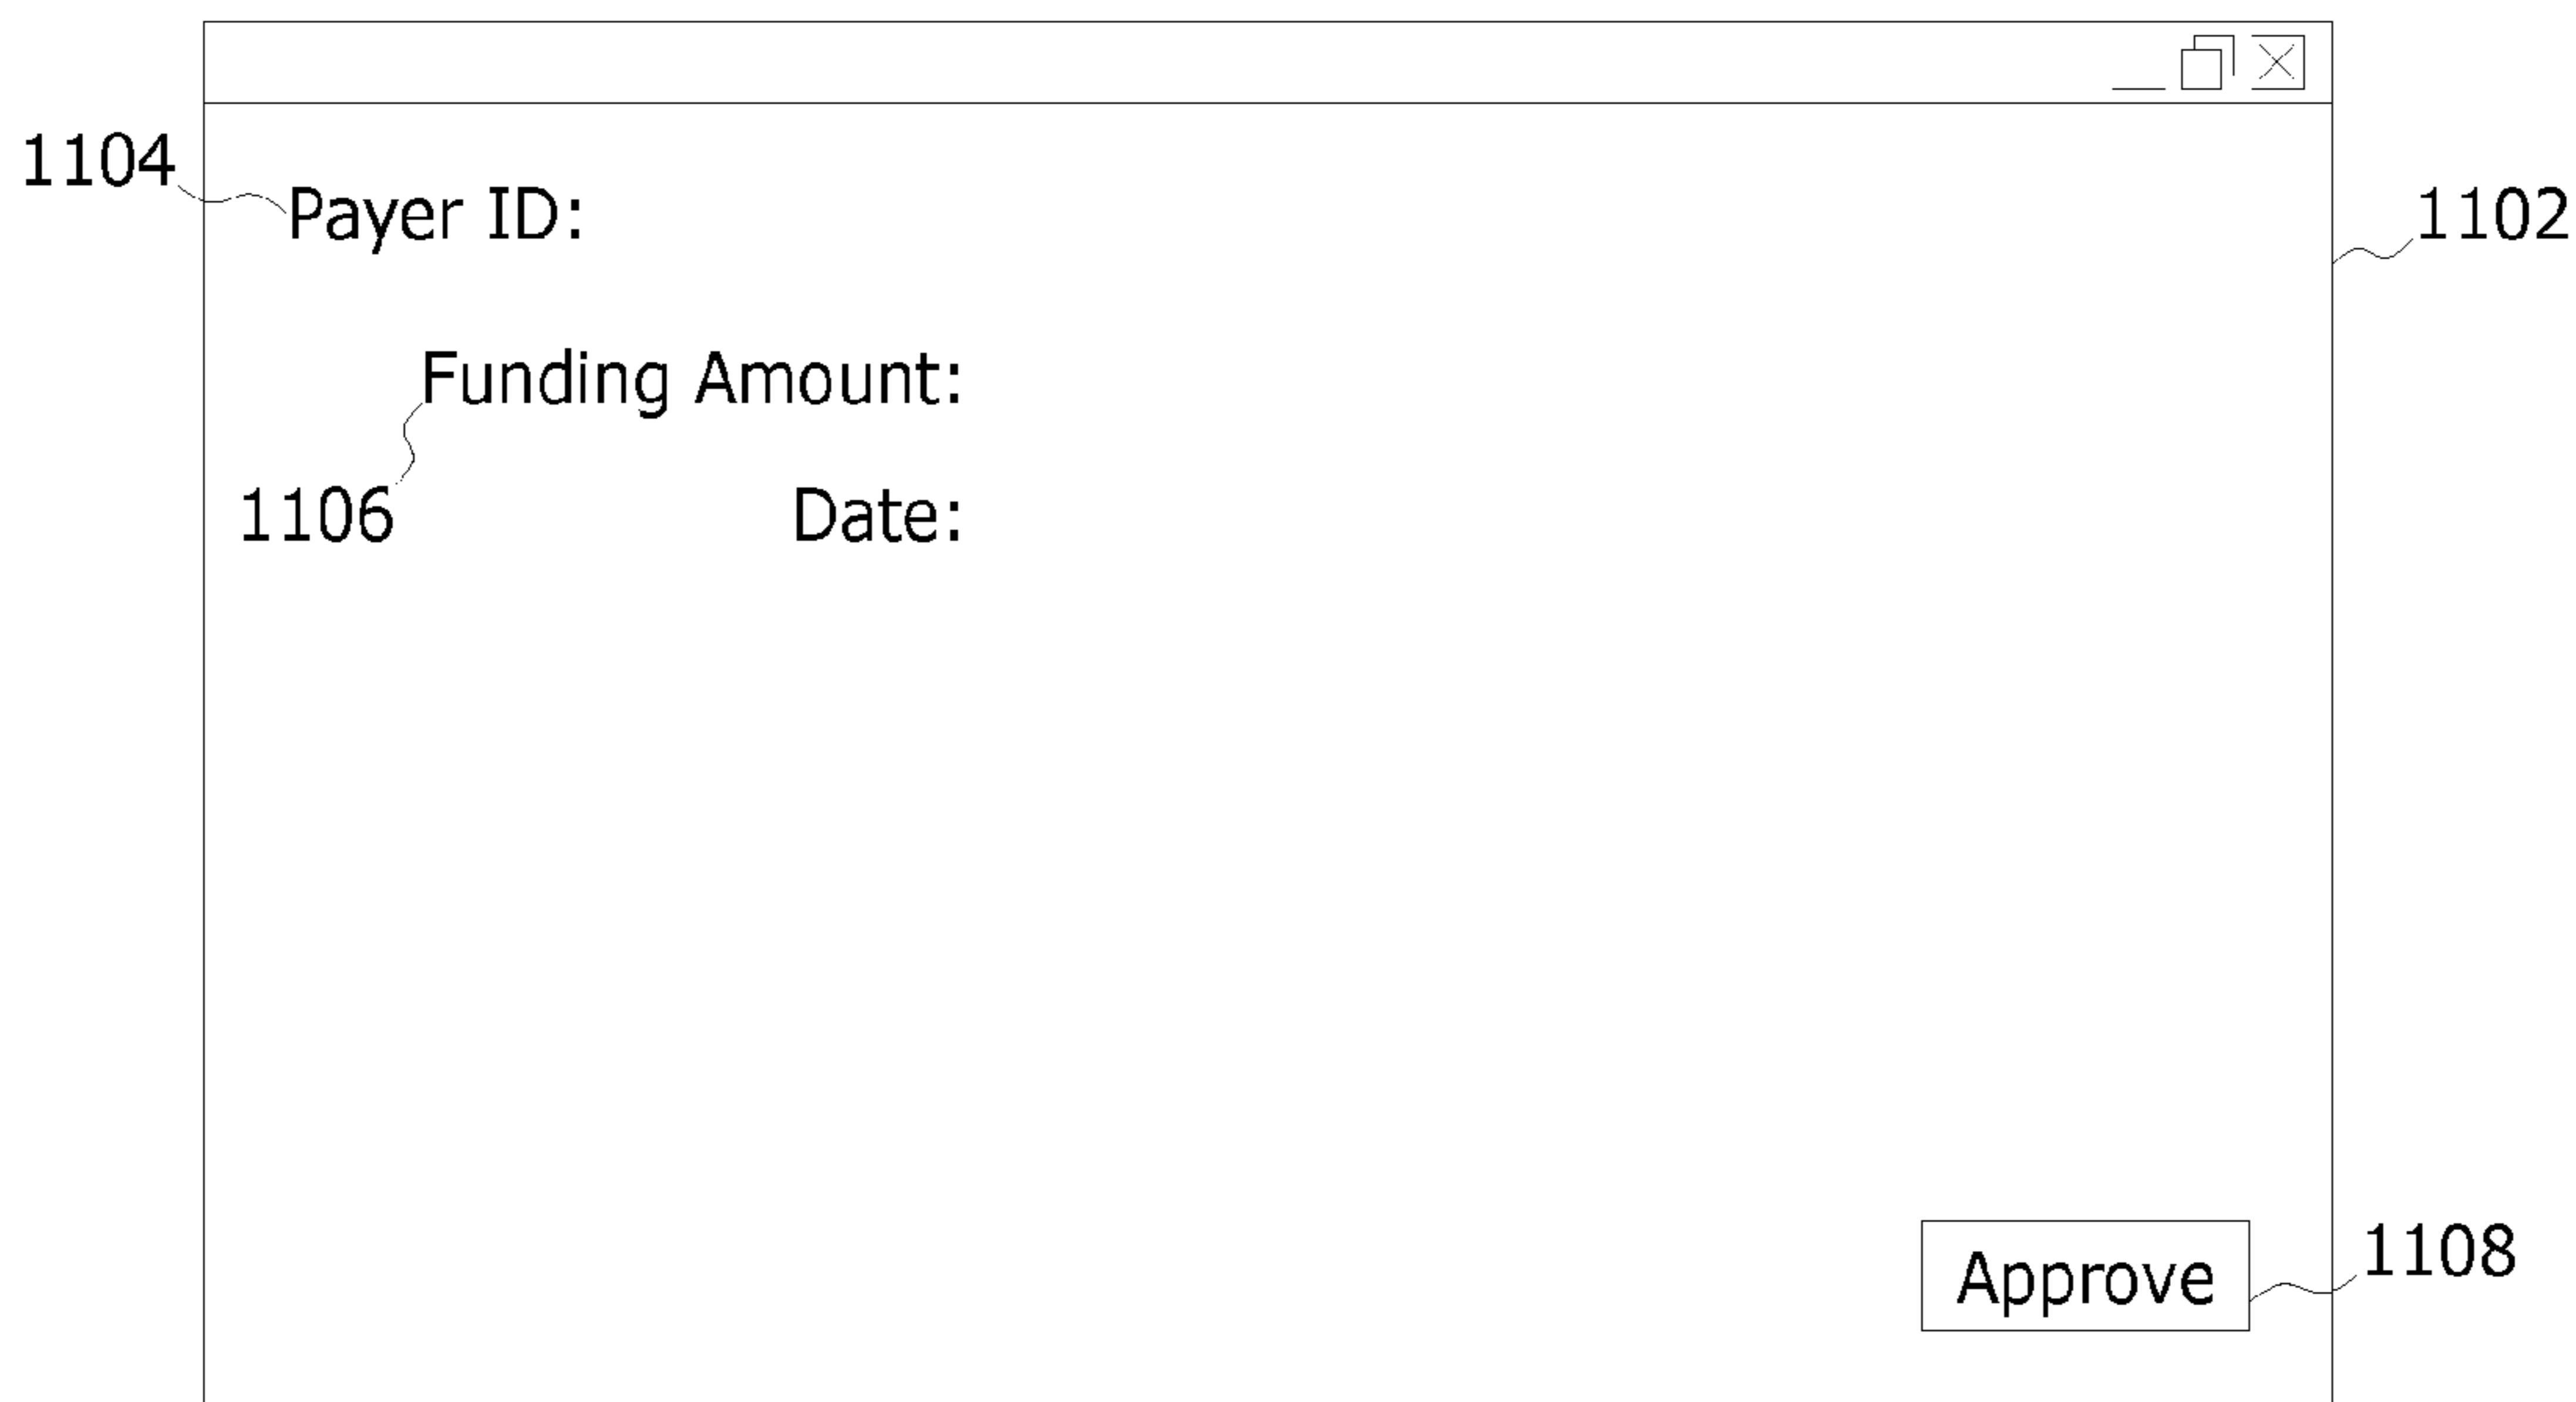 1104
Payer ID:
1102
Funding Amount:
1106
Date:
Approve
1108